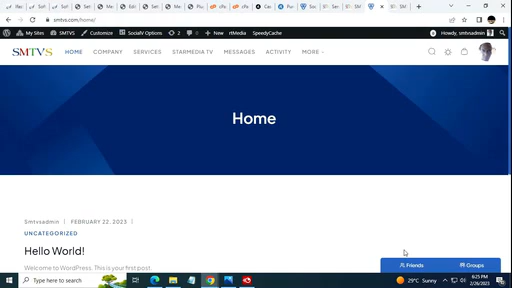 smtvs.com/home/
My Sites SMTVS Customize SocialV Options 2 0 New rtMedia SpeedyCache Howdy, smtvsadmin
SMTVS HOME COMPANY SERVICES STARMEDIA TV MESSAGES ACTIVITY MORE
Home
Smtvsadmin | FEBRUARY 22, 2023 |
UNCATEGORIZED
Hello World!
Welcome to WordPress. This is your first post.
Friends Groups
Type here to search 29°C Sunny 6:25 PM
2/26/2023